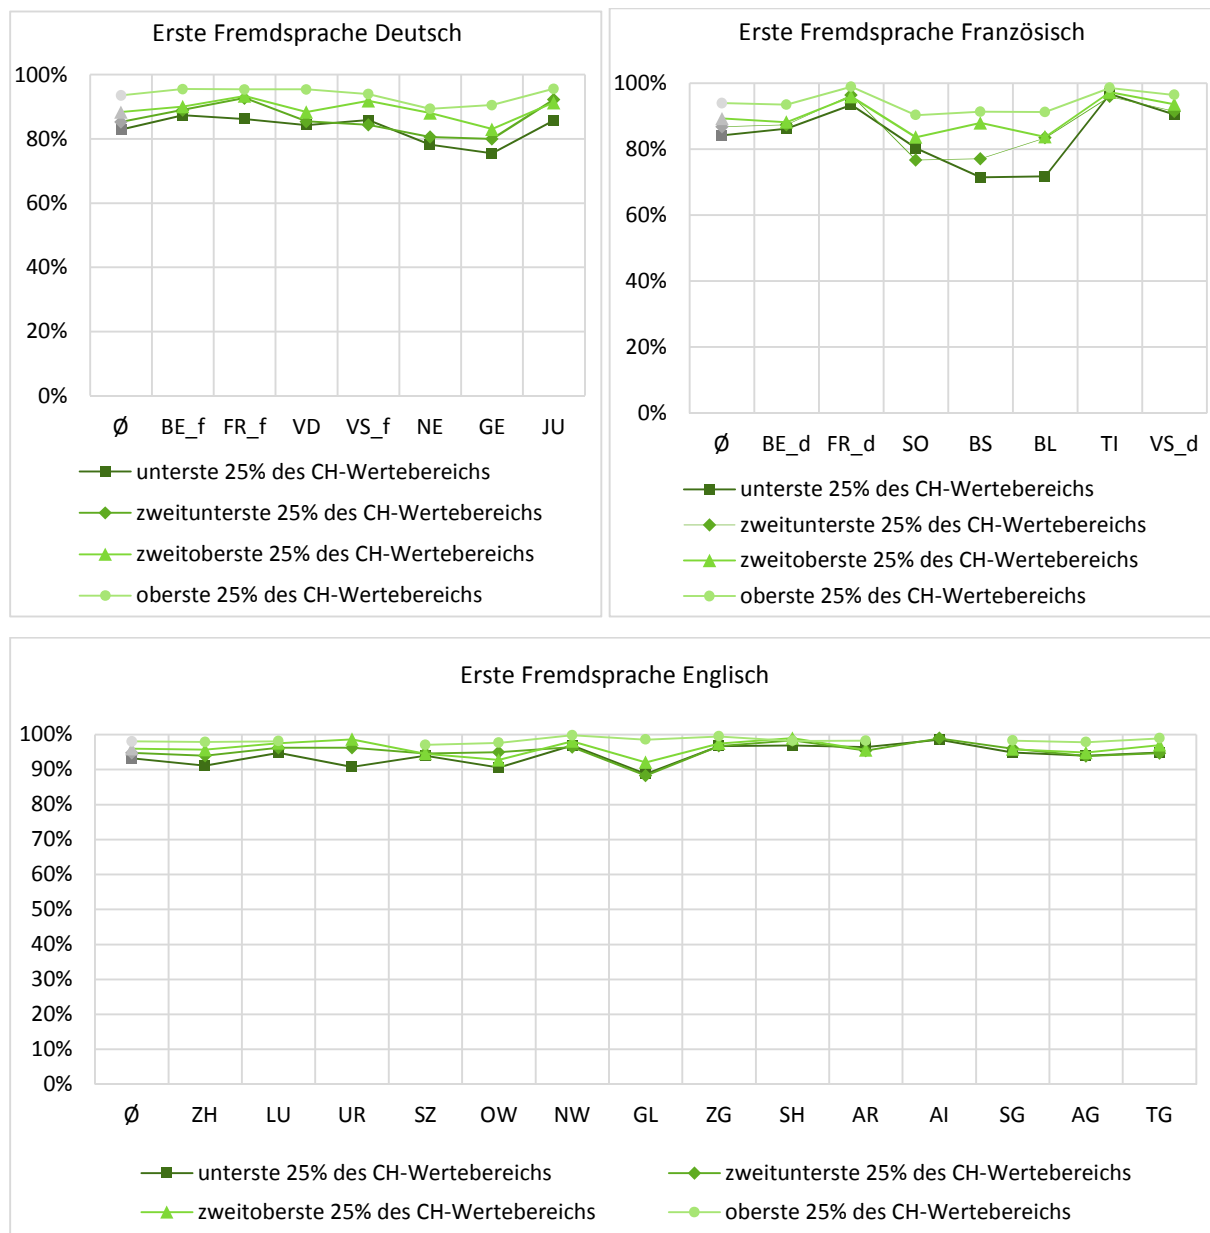 Erste Fremdsprache Deutsch
100%
80%
60%
40%
20%
0%
Ø BE_f FR_f VD VS_f NE GE JU
unterste 25% des CH-Wertebereichs
zweitunterste 25% des CH-Wertebereichs
zweitoberste 25% des CH-Wertebereichs
oberste 25% des CH-Wertebereichs
Erste Fremdsprache Französisch
100%
80%
60%
40%
20%
0%
Ø BE_d FR_d SO BS BL TI VS_d
unterste 25% des CH-Wertebereichs
zweitunterste 25% des CH-Wertebereichs
zweitoberste 25% des CH-Wertebereichs
oberste 25% des CH-Wertebereichs
Erste Fremdsprache Englisch
100%
90%
80%
70%
60%
50%
40%
30%
20%
10%
0%
Ø ZH LU UR SZ OW NW GL ZG SH AR AI SG AG TG
unterste 25% des CH-Wertebereichs zweitunterste 25% des CH-Wertebereichs
zweitoberste 25% des CH-Wertebereichs oberste 25% des CH-Wertebereichs